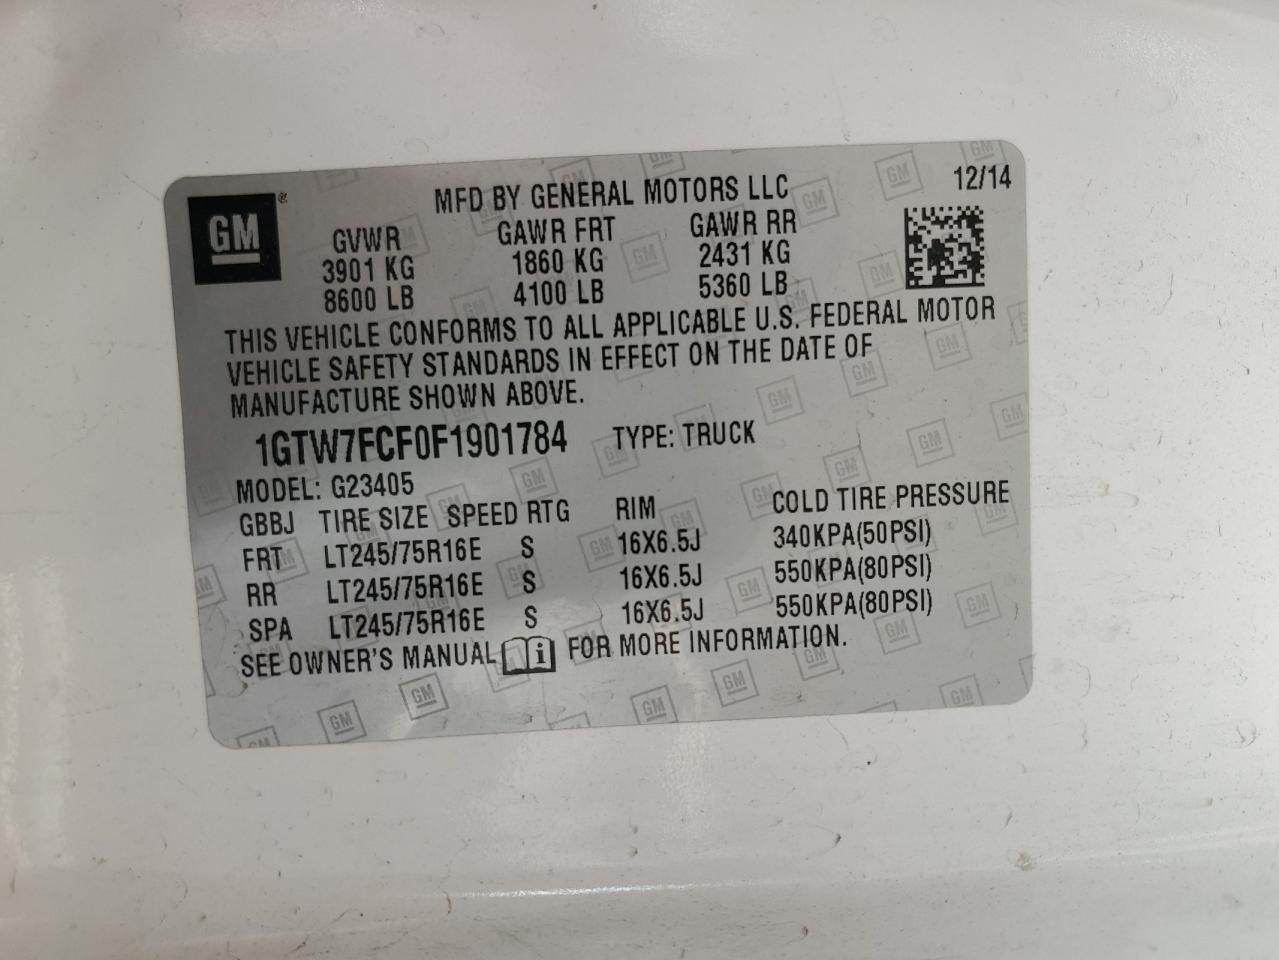 GM
MFD BY GENERAL MOTORS LLC 12/14
GVWR GAWR FRT GAWR RR
3901 KG 1860 KG 2431 KG
8600 LB 4100 LB 5360 LB
THIS VEHICLE CONFORMS TO ALL APPLICABLE U.S. FEDERAL MOTOR
VEHICLE SAFETY STANDARDS IN EFFECT ON THE DATE OF
MANUFACTURE SHOWN ABOVE.
1GTW7FCF0F1901784 TYPE: TRUCK
MODEL: G23405
GBBJ TIRE SIZE SPEED RTG RIM COLD TIRE PRESSURE
FRT LT245/75R16E S 16X6.5J 340KPA(50PSI)
RR LT245/75R16E S 16X6.5J 550KPA(80PSI)
SPA LT245/75R16E S 16X6.5J 550KPA(80PSI)
SEE OWNER'S MANUAL i FOR MORE INFORMATION.